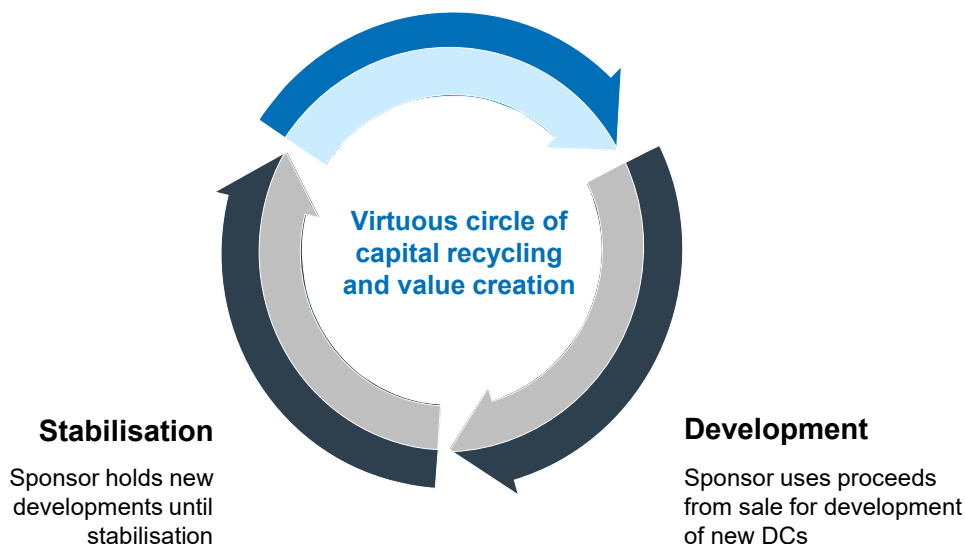 Virtuous circle of
capital recycling
and value creation
Stabilisation
Sponsor holds new
developments until
stabilisation
Development
Sponsor uses proceeds
from sale for development
of new DCs